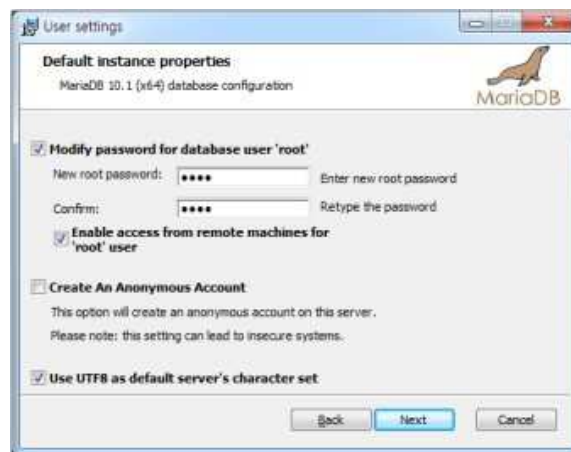 User settings
Default instance properties
MariaDB 10.1 (x64) database configuration
MariaDB
Modify password for database user 'root'
New root password: •••• Enter new root password
Confirm: •••• Retype the password
Enable access from remote machines for
'root' user
Create An Anonymous Account
This option will create an anonymous account on this server.
Please note: this setting can lead to insecure systems.
Use UTF8 as default server's character set
Back Next Cancel